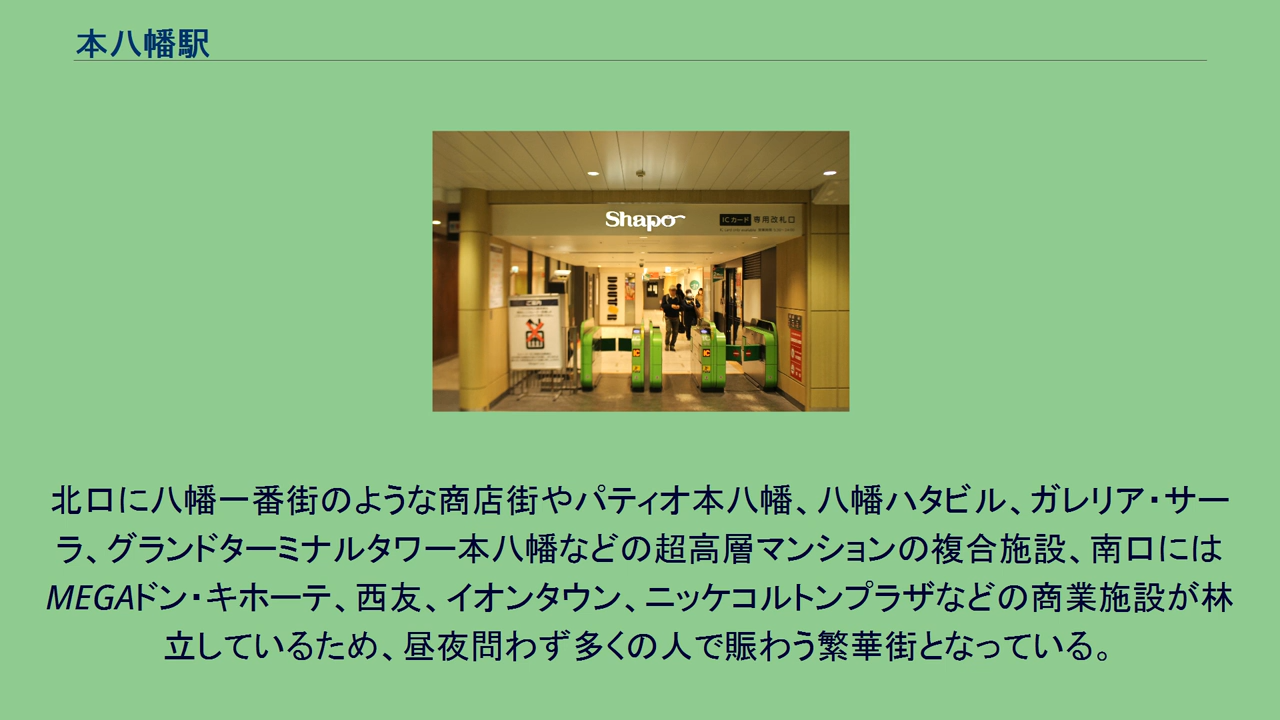 本八幡駅
Shapo
ICカード 専用改札口
ご案内
DOUTOR
IC
IC
北口に八幡一番街のような商店街やパティオ本八幡、八幡ハタビル、ガレリア・サー
ラ、グランドターミナルタワー本八幡などの超高層マンションの複合施設、南口には
MEGAドン・キホーテ、西友、イオンタウン、ニッケコルトンプラザなどの商業施設が林
立しているため、昼夜問わず多くの人で賑わう繁華街となっている。